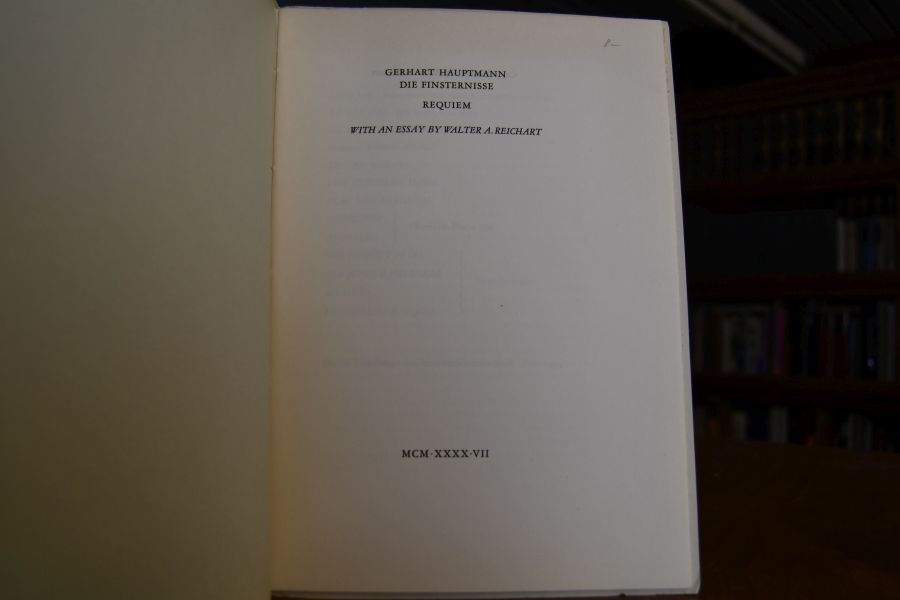 GERHART HAUPTMANN
DIE FINSTERNISSE
REQUIEM
WITH AN ESSAY BY WALTER A. REICHART
MCM·XXXX·VII